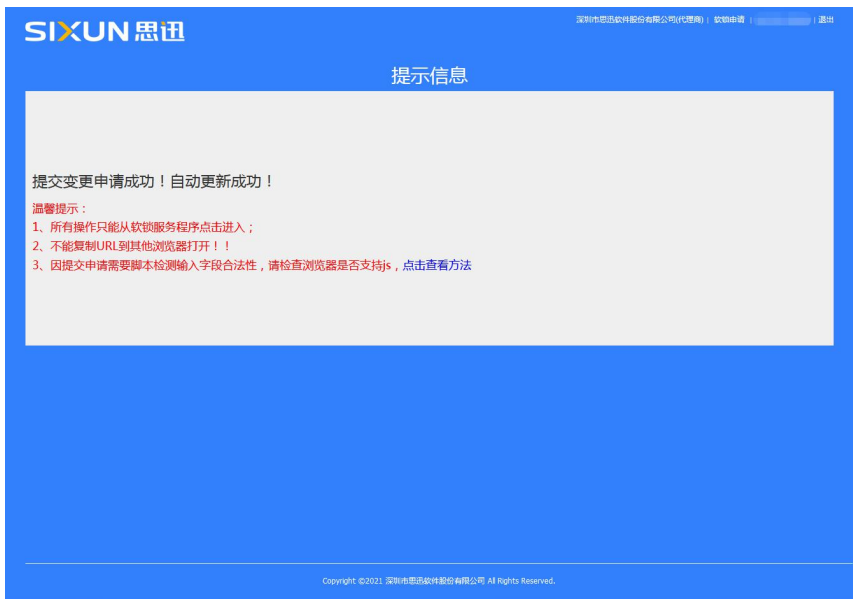 SIXUN 思迅
深圳市思迅软件股份有限公司(代理商) | 软锁申请 | | 退出
提示信息
提交变更申请成功！自动更新成功！
温馨提示：
1、所有操作只能从软锁服务程序点击进入；
2、不能复制URL到其他浏览器打开！！
3、因提交申请需要脚本检测输入字段合法性，请检查浏览器是否支持js，点击查看方法
Copyright ©2021 深圳市思迅软件股份有限公司 All Rights Reserved.